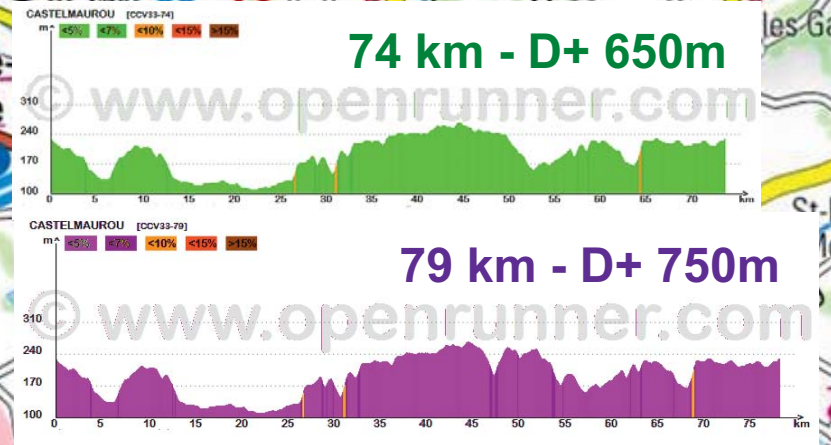 les Ga
CASTELMAUROU [CCV33-74]
m <5% <7% <10% <15% >15%
74 km - D+ 650m
© www.openrunner.com
310
240
170
100
0 5 10 15 20 25 30 35 40 45 50 55 60 65 70 km
St-
CASTELMAUROU [CCV33-79]
m <5% <7% <10% <15% >15%
79 km - D+ 750m
© www.openrunner.com
310
240
170
100
0 5 10 15 20 25 30 35 40 45 50 55 60 65 70 75 km